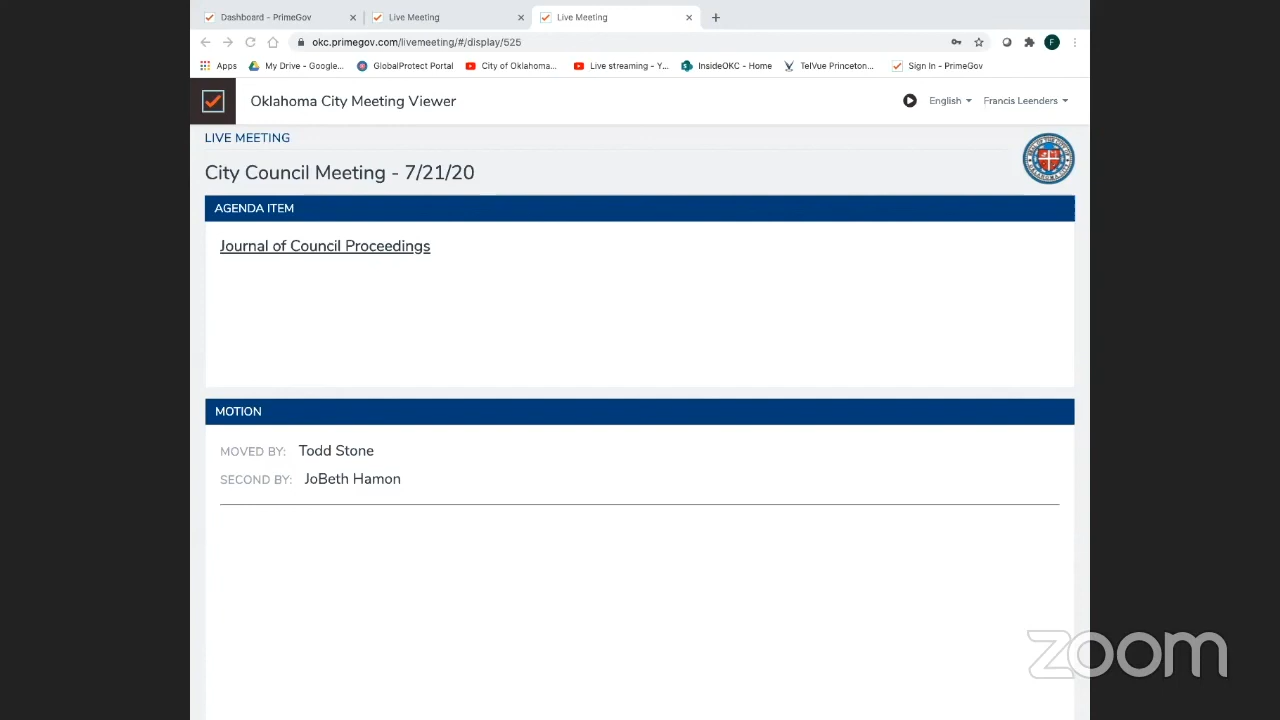 Dashboard - PrimeGov
Live Meeting
Live Meeting
okc.primegov.com/livemeeting/#/display/525
F
Apps
My Drive - Google...
GlobalProtect Portal
City of Oklahoma...
Live streaming - Y...
InsideOKC - Home
TelVue Princeton...
Sign In - PrimeGov
Oklahoma City Meeting Viewer
English
Francis Leenders
LIVE MEETING
City Council Meeting - 7/21/20
AGENDA ITEM
Journal of Council Proceedings
MOTION
MOVED BY: Todd Stone
SECOND BY: JoBeth Hamon
zoom